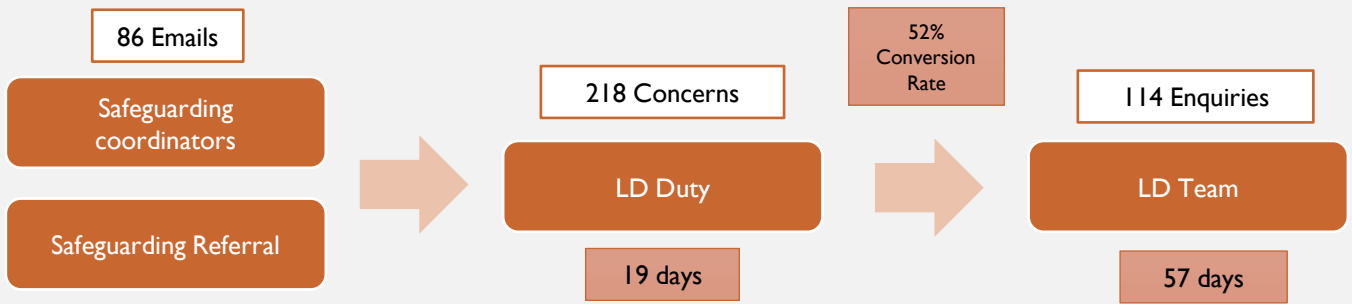 86 Emails
Safeguarding
coordinators
Safeguarding Referral
218 Concerns
LD Duty
19 days
52%
Conversion
Rate
114 Enquiries
LD Team
57 days